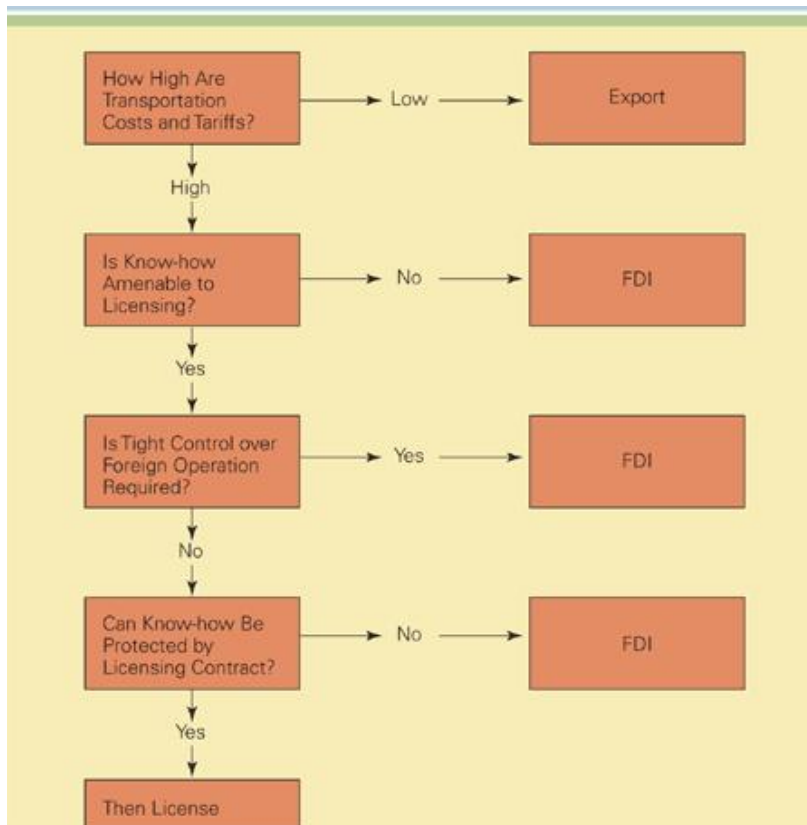 How High Are
Transportation
Costs and Tariffs?
Low
Export
High
Is Know-how
Amenable to
Licensing?
No
FDI
Yes
Is Tight Control over
Foreign Operation
Required?
Yes
FDI
No
Can Know-how Be
Protected by
Licensing Contract?
No
FDI
Yes
Then License